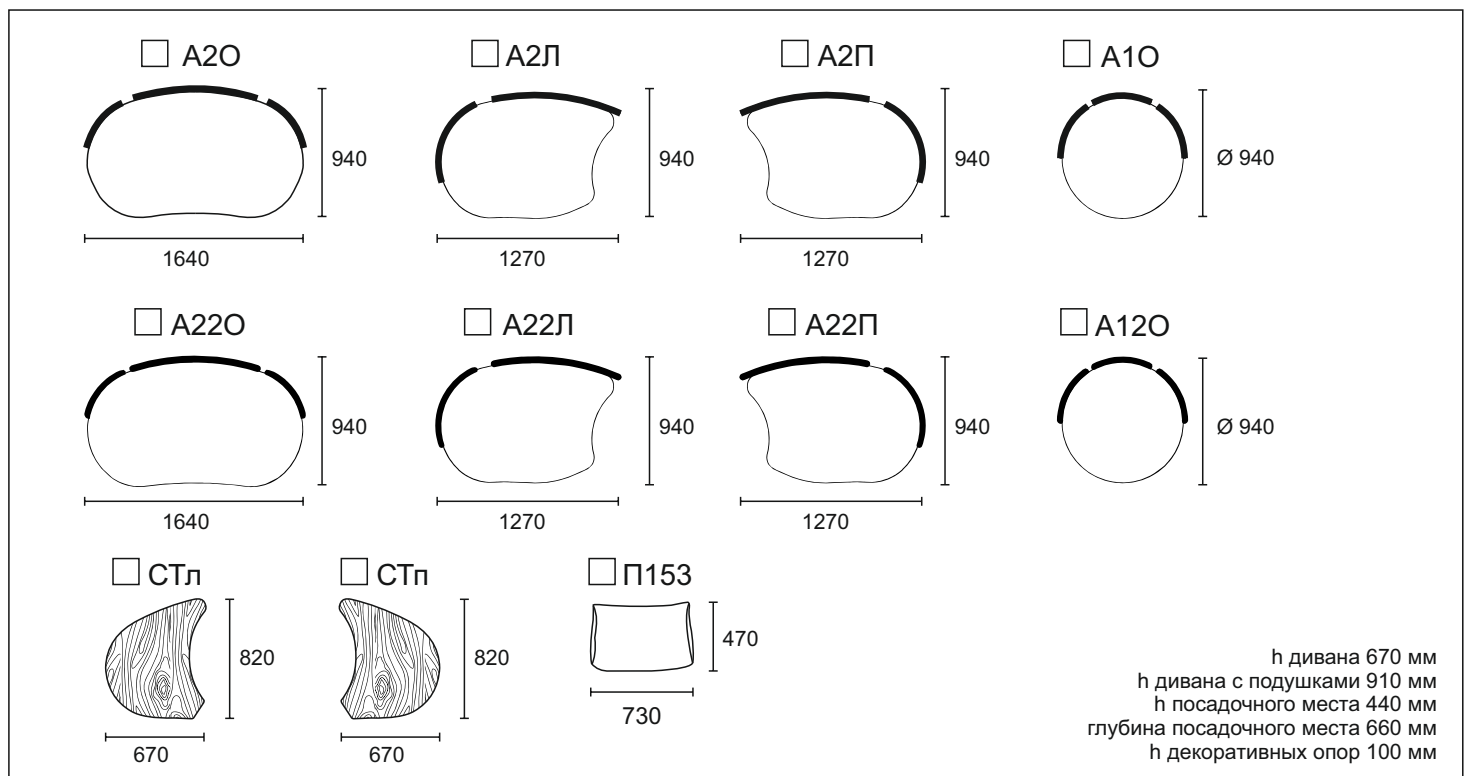 А2О
А2Л
А2П
А1О
940
940
940
Ø 940
1640
1270
1270
А22О
А22Л
А22П
А12О
940
940
940
Ø 940
1640
1270
1270
СТл
СТп
П153
820
820
470
670
670
730
h дивана 670 мм
h дивана с подушками 910 мм
h посадочного места 440 мм
глубина посадочного места 660 мм
h декоративных опор 100 мм